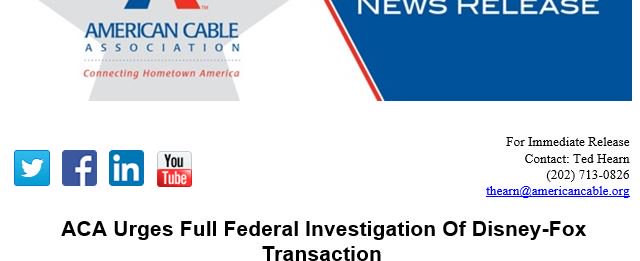 NEWS RELEASE
AMERICAN CABLE
ASSOCIATION
Connecting Hometown America
For Immediate Release
Contact: Ted Hearn
(202) 713-0826
thearn@americancable.org
You
Tube
ACA Urges Full Federal Investigation Of Disney-Fox
Transaction